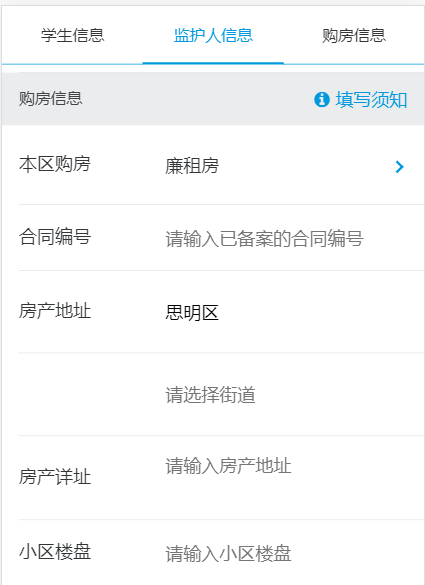 学生信息 监护人信息 购房信息
购房信息 填写须知
本区购房 廉租房
合同编号 请输入已备案的合同编号
房产地址 思明区
请选择街道
房产详址 请输入房产地址
小区楼盘 请输入小区楼盘